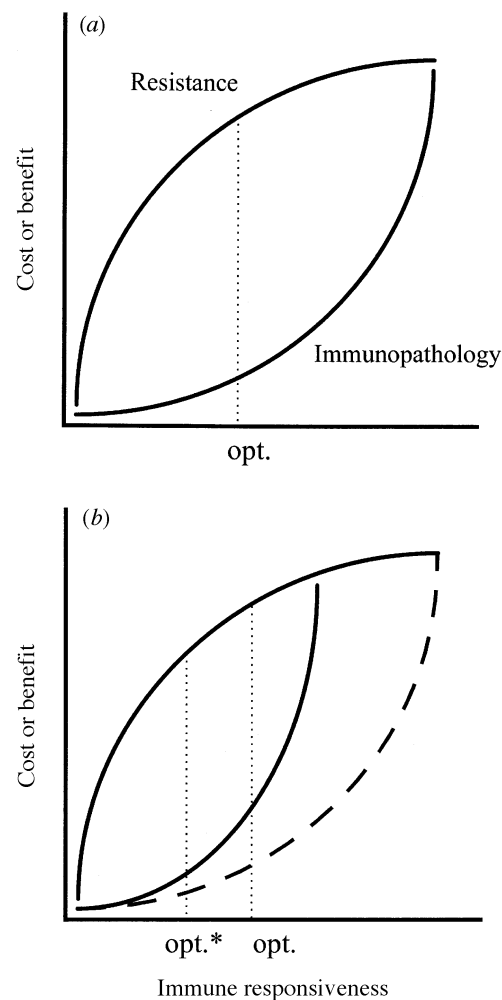 (a)
Resistance
Cost or benefit
Immunopathology
opt.
(b)
Cost or benefit
opt.* opt.
Immune responsiveness